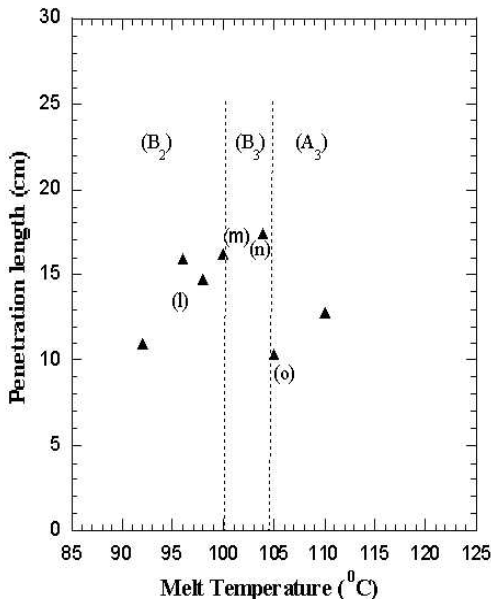 30
25
20
15
10
5
0
Penetration length (cm)
(B2) (B3) (A3)
(m)
(n)
(l)
(o)
85 90 95 100 105 110 115 120 125
Melt Temperature (0C)